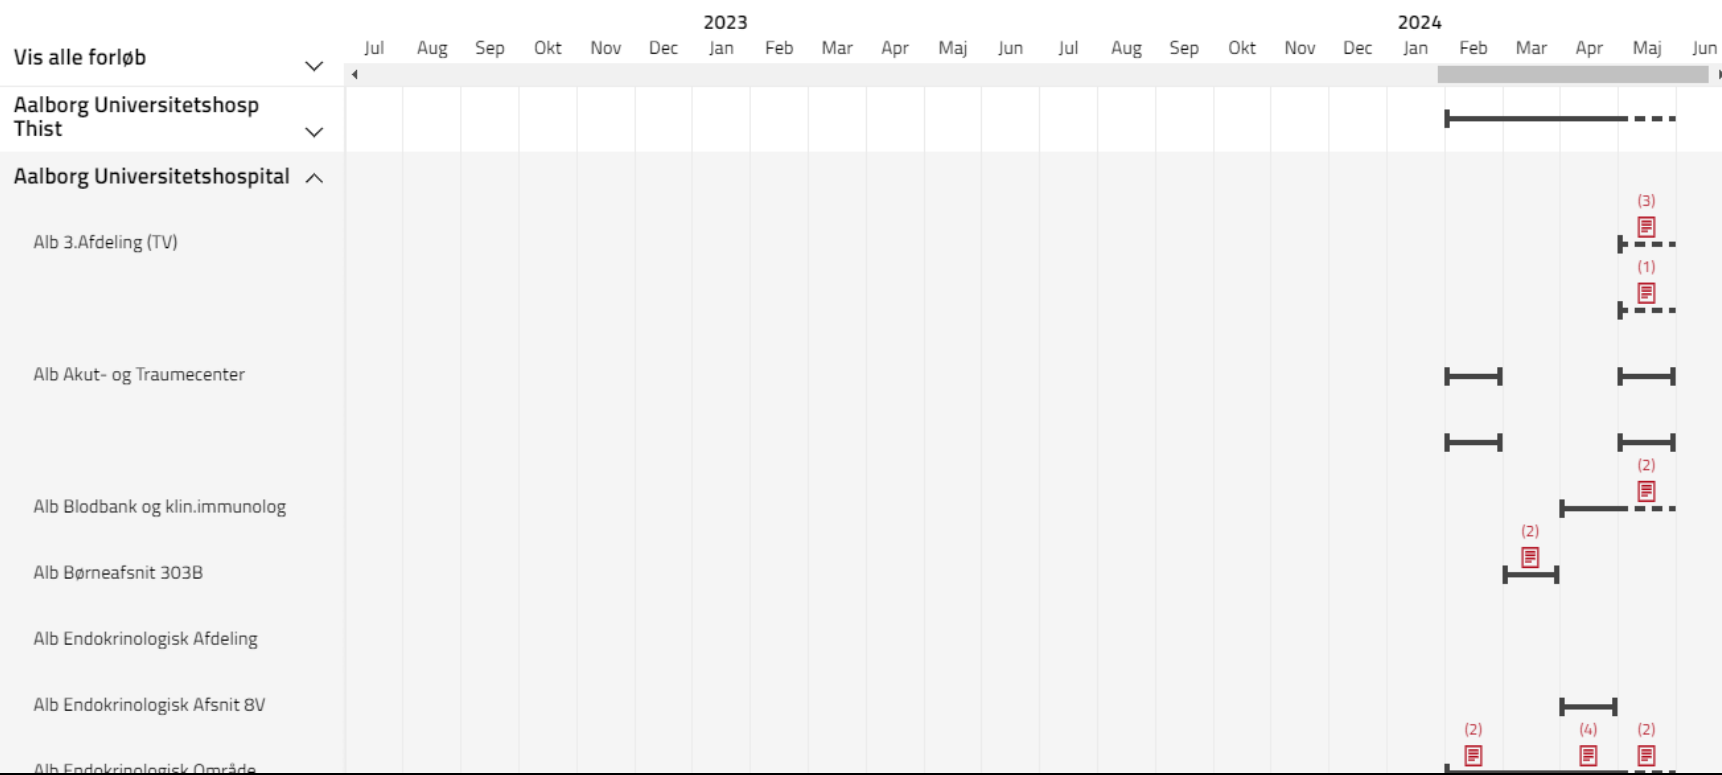 2023 2024
Vis alle forløb
Jul Aug Sep Okt Nov Dec Jan Feb Mar Apr Maj Jun Jul Aug Sep Okt Nov Dec Jan Feb Mar Apr Maj Jun
Aalborg Universitetshosp
Thist
Aalborg Universitetshospital
(3)
Alb 3.Afdeling (TV)
(1)
Alb Akut- og Traumecenter
(2)
Alb Blodbank og klin.immunolog
(2)
Alb Børneafsnit 303B
Alb Endokrinologisk Afdeling
Alb Endokrinologisk Afsnit 8V
(2) (4) (2)
Alb Endokrinologisk Område